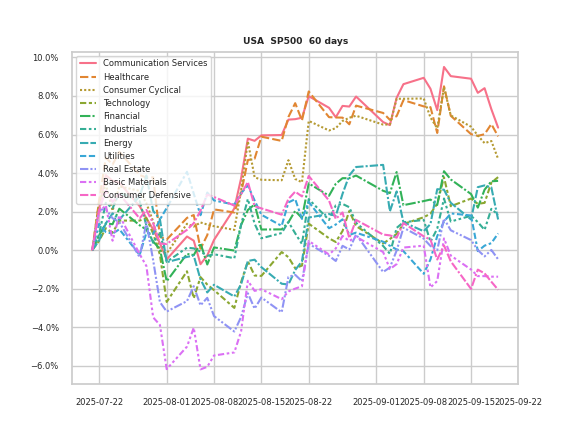 USA  SP500  60 days
10.0%
8.0%
6.0%
4.0%
2.0%
0.0%
−2.0%
−4.0%
−6.0%
Communication Services
Healthcare
Consumer Cyclical
Technology
Financial
Industrials
Energy
Utilities
Real Estate
Basic Materials
Consumer Defensive
2025-07-22
2025-08-01
2025-08-08
2025-08-15
2025-08-22
2025-09-01
2025-09-08
2025-09-15
2025-09-22